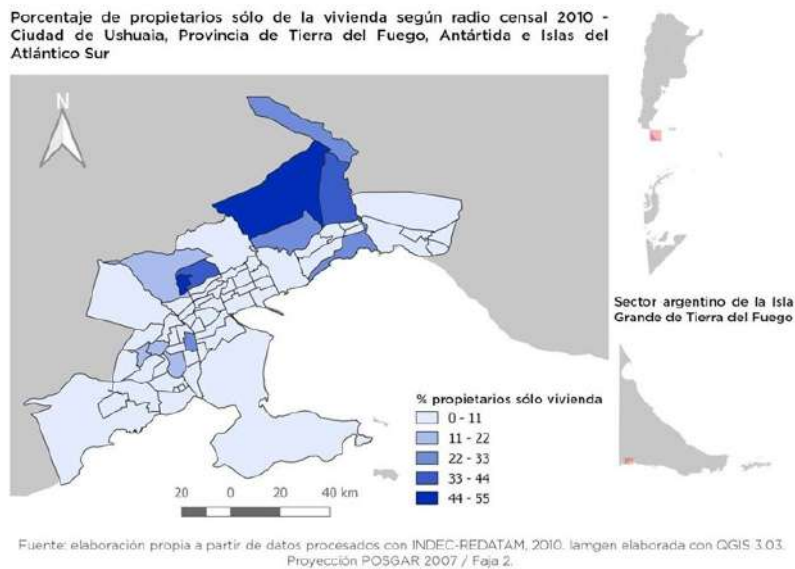 Porcentaje de propietarios sólo de la vivienda según radio censal 2010 -
Ciudad de Ushuaia, Provincia de Tierra del Fuego, Antártida e Islas del
Atlántico Sur
N
Sector argentino de la Isla
Grande de Tierra del Fuego
% propietarios sólo vivienda
0 - 11
11 - 22
22 - 33
33 - 44
44 - 55
20 0 20 40 km
Fuente: elaboración propia a partir de datos procesados con INDEC-REDATAM, 2010. Iamgen elaborada con QGIS 3.03.
Proyección POSGAR 2007 / Faja 2.